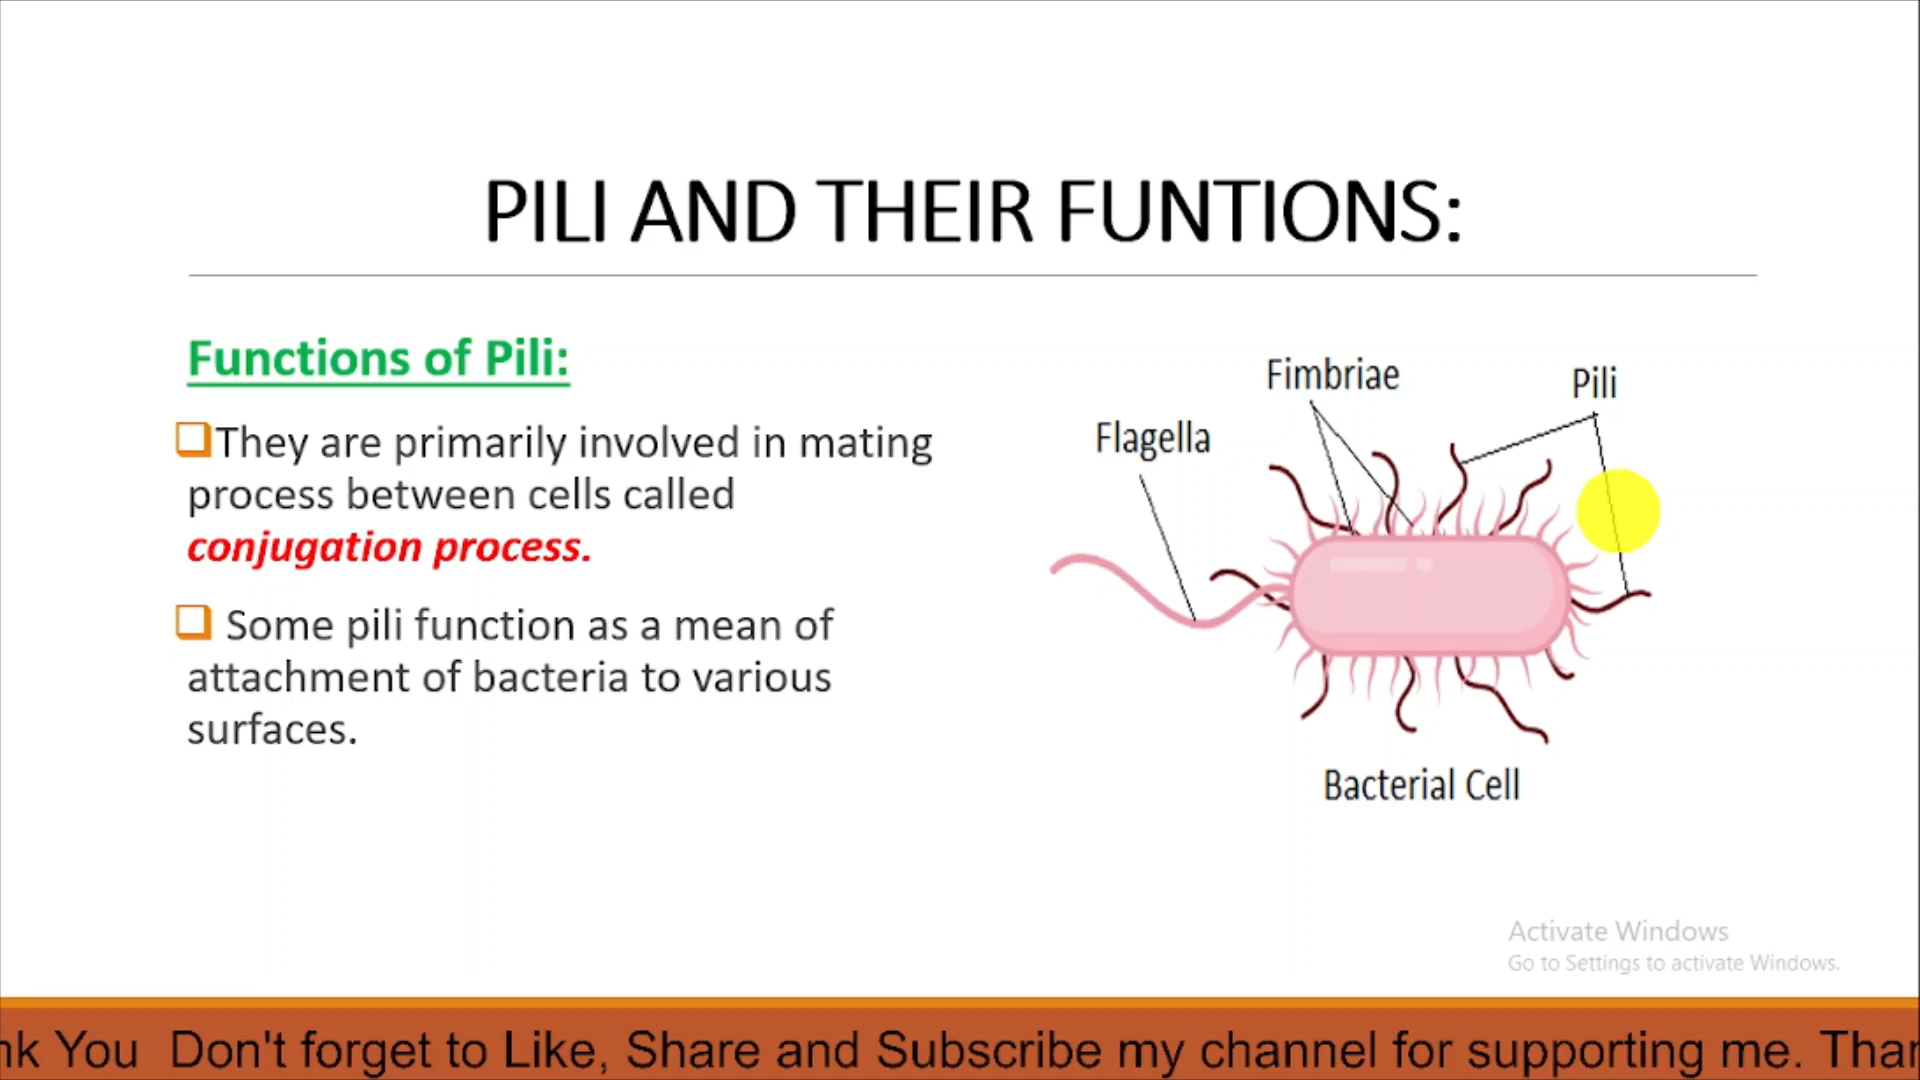 PILI AND THEIR FUNTIONS:
Functions of Pili:
They are primarily involved in mating
process between cells called
conjugation process.
Some pili function as a mean of
attachment of bacteria to various
surfaces.
Fimbriae
Pili
Flagella
Bacterial Cell
Activate Windows
Go to Settings to activate Windows.
nk You Don't forget to Like, Share and Subscribe my channel for supporting me. Than